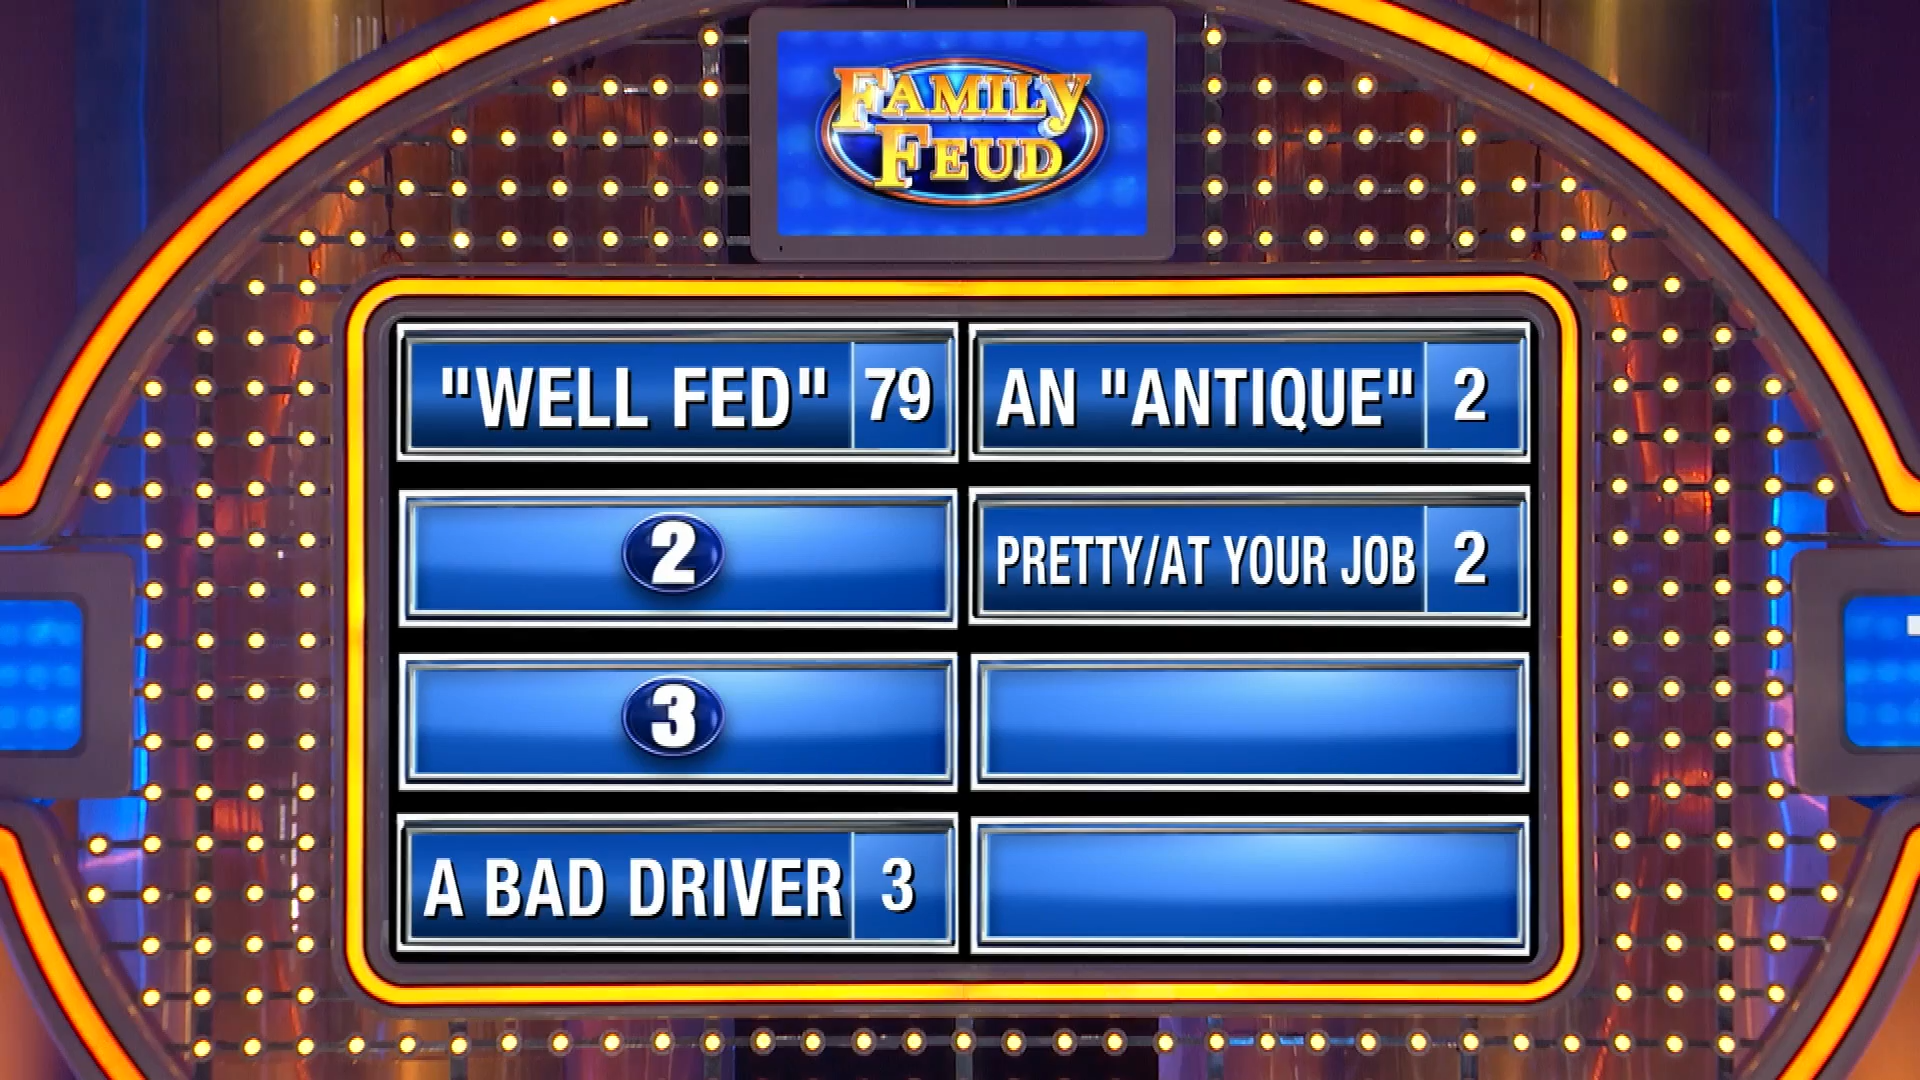 FAMILY
FEUD
"WELL FED" 79
AN "ANTIQUE" 2
2
PRETTY/AT YOUR JOB 2
3
A BAD DRIVER 3